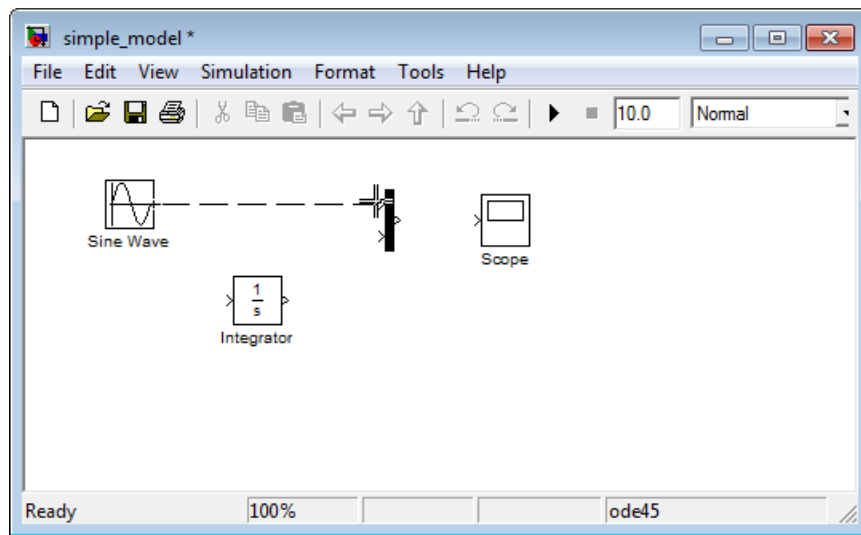 simple_model *
File Edit View Simulation Format Tools Help
10.0 Normal
Sine Wave
Scope
1
s
Integrator
Ready 100% ode45